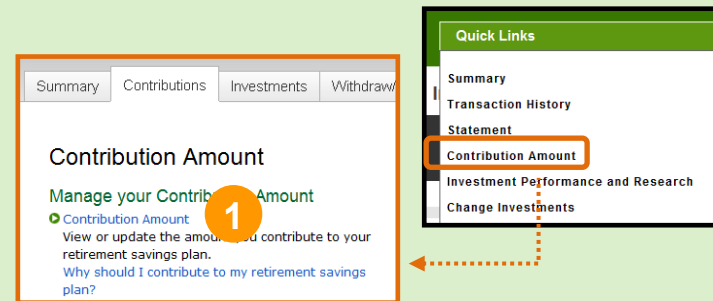 Summary Contributions Investments Withdraw/
Contribution Amount
Manage your Amount
Contribution Amount
View or update the you contribute to your
retirement savings plan.
Why should I contribute to my retirement savings
plan?
1
Quick Links
Summary
Transaction History
Statement
Contribution Amount
Investment Performance and Research
Change Investments